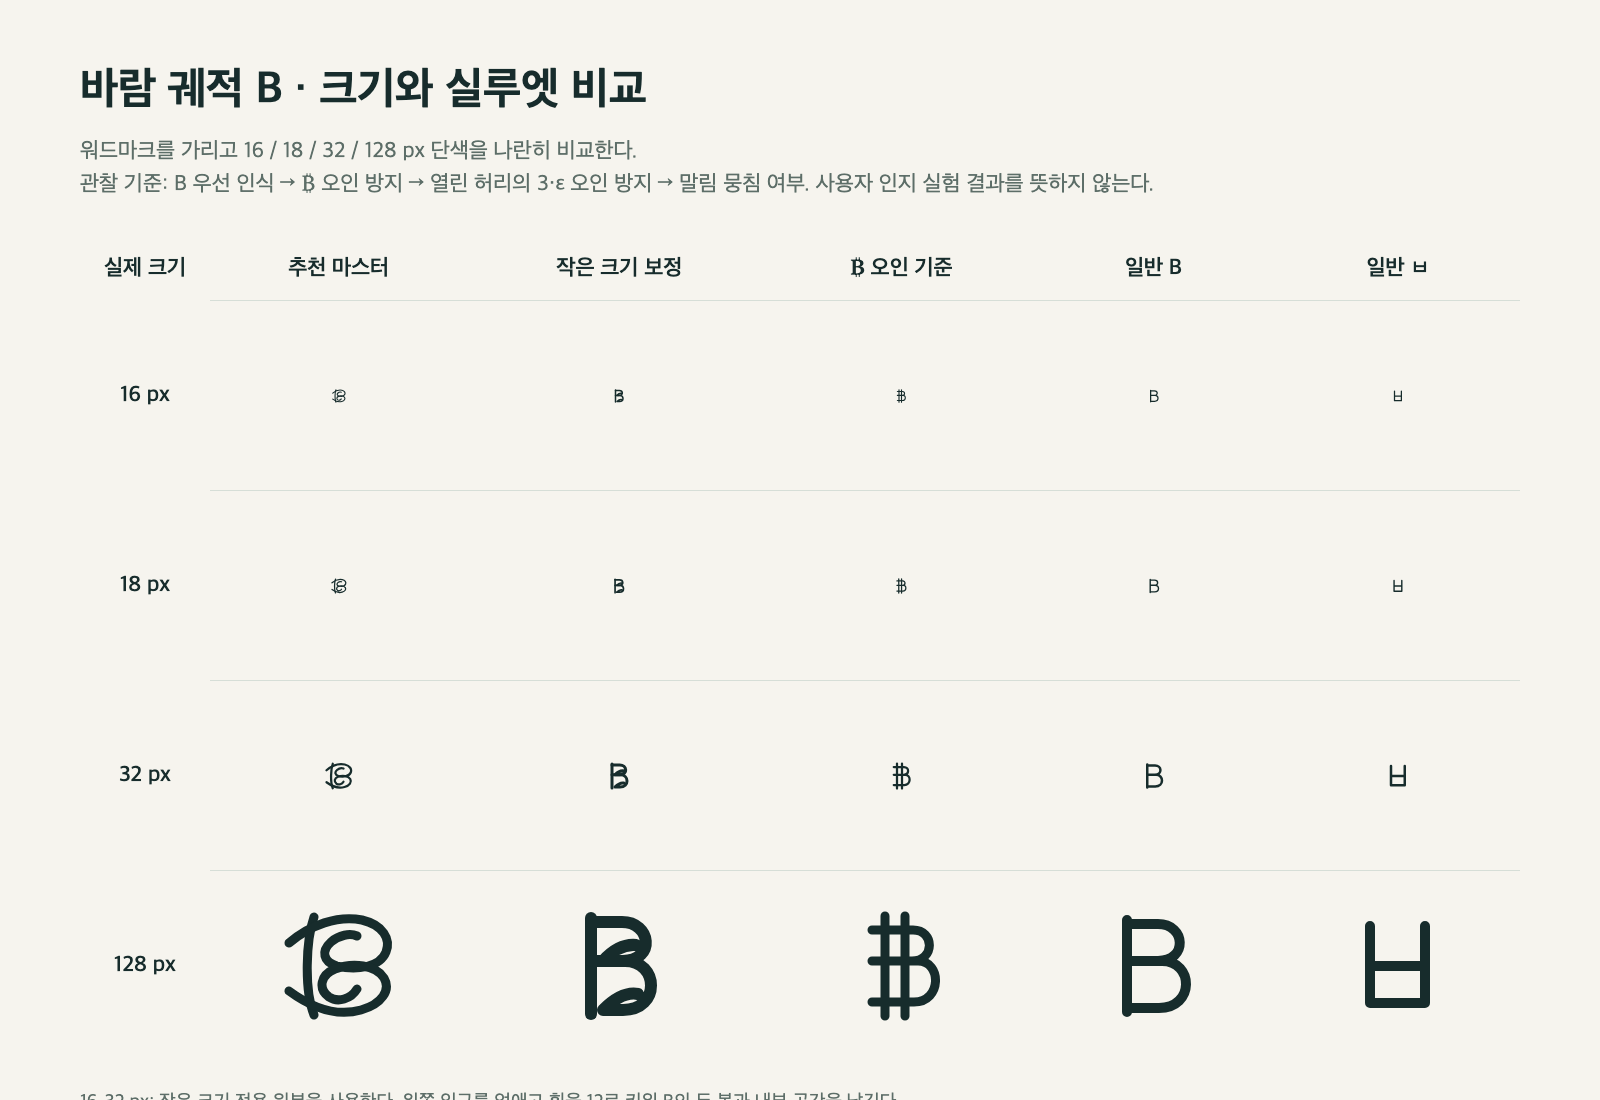 바람 궤적 B · 크기와 실루엣 비교
워드마크를 가리고 16 / 18 / 32 / 128 px 단색을 나란히 비교한다.
관찰 기준: B 우선 인식 → ₿ 오인 방지 → 열린 허리의 3·ε 오인 방지 → 말림 뭉침 여부. 사용자 인지 실험 결과를 뜻하지 않는다.
실제 크기 추천 마스터 작은 크기 보정 ₿ 오인 기준 일반 B 일반 ㅂ
16 px
18 px
32 px
128 px